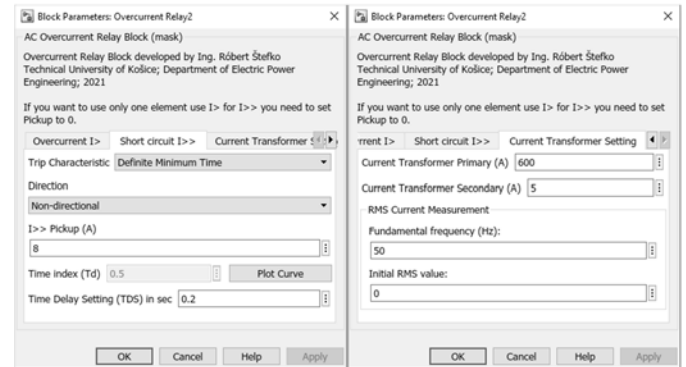 Block Parameters: Overcurrent Relay2
AC Overcurrent Relay Block (mask)
Overcurrent Relay Block developed by Ing. Róbert Štefko
Technical University of Košice; Department of Electric Power
Engineering; 2021
If you want to use only one element use I> for I>> you need to set
Pickup to 0.
Overcurrent I> Short circuit I>> Current Transformer
Trip Characteristic Definite Minimum Time
Direction
Non-directional
I>> Pickup (A)
8
Time index (Td) 0.5 Plot Curve
Time Delay Setting (TDS) in sec 0.2
OK Cancel Help Apply
Block Parameters: Overcurrent Relay2
AC Overcurrent Relay Block (mask)
Overcurrent Relay Block developed by Ing. Róbert Štefko
Technical University of Košice; Department of Electric Power
Engineering; 2021
If you want to use only one element use I> for I>> you need to set
Pickup to 0.
rrent I> Short circuit I>> Current Transformer Setting
Current Transformer Primary (A) 600
Current Transformer Secondary (A) 5
RMS Current Measurement
Fundamental frequency (Hz):
50
Initial RMS value:
0
OK Cancel Help Apply